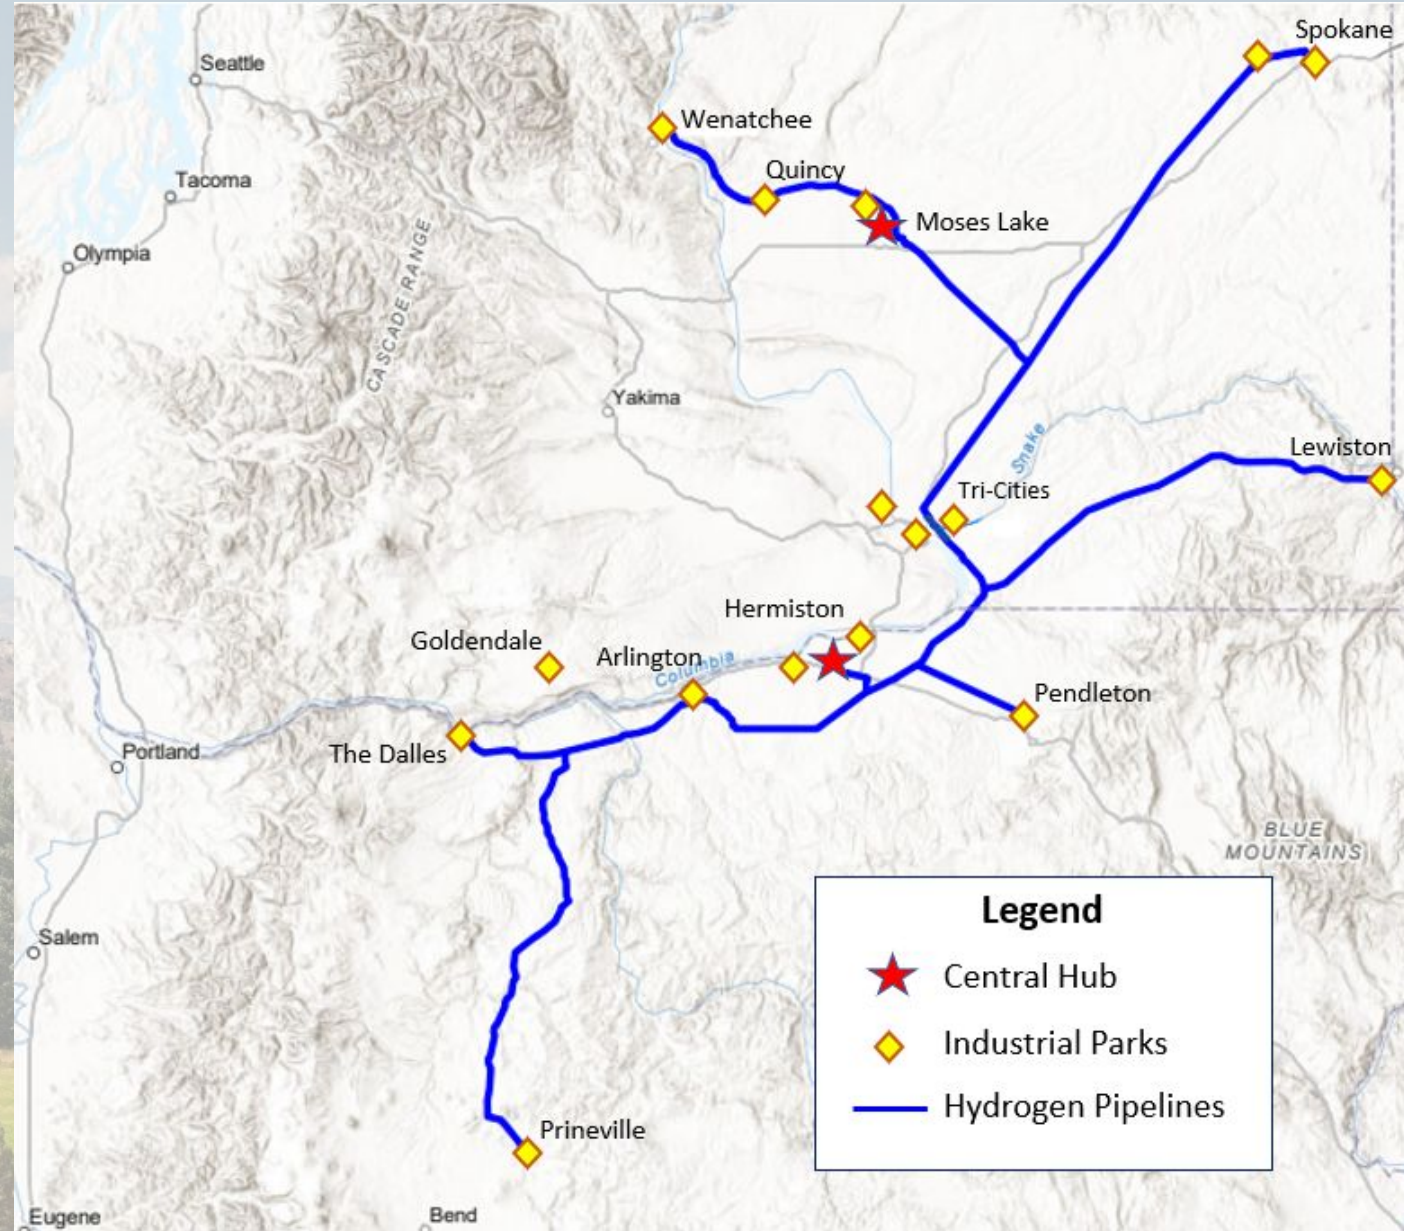 Spokane
Seattle
Wenatchee
Quincy
Tacoma
Moses Lake
Olympia
CASCADE RANGE
Yakima
Snake
Lewiston
Tri-Cities
Hermiston
Goldendale
Arlington
Columbia
Pendleton
Portland
The Dalles
BLUE
MOUNTAINS
Legend
Central Hub
Industrial Parks
Hydrogen Pipelines
Salem
Prineville
Eugene
Bend